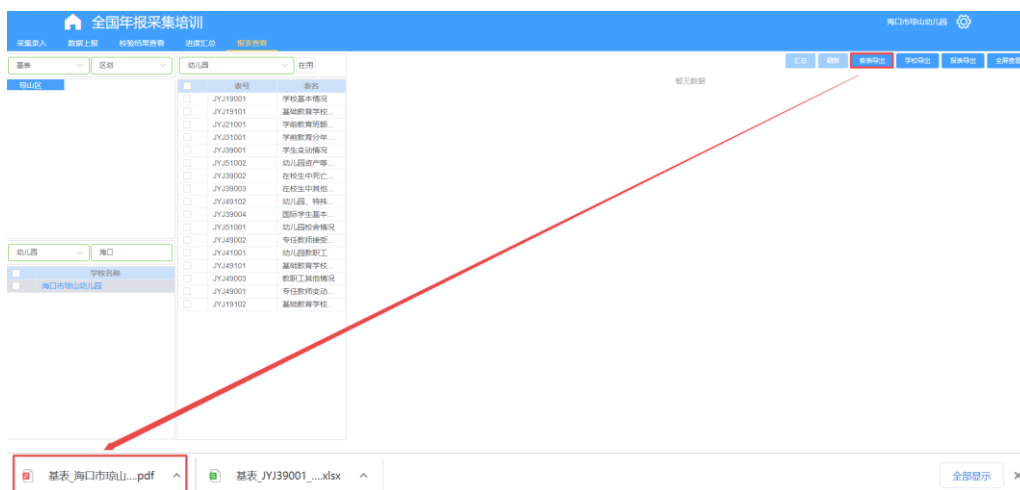 全国年报采集培训
海口市琼山幼儿园
采集录入 数据上报 校验结果查看 进度汇总 报表查看
基表 区划 幼儿园 在用
汇总 刷新 套表导出 学校导出 报表导出 全屏查看
琼山区
暂无数据
表号 表名
JYJ19001 学校基本情况
JYJ19101 基础教育学校...
JYJ21001 学前教育班额...
JYJ31001 学前教育分年...
JYJ39001 学生变动情况
JYJ51002 幼儿园资产等...
JYJ39002 在校生中死亡...
JYJ39003 在校生中其他...
JYJ49102 幼儿园、特殊...
JYJ39004 国际学生基本...
JYJ51001 幼儿园校舍情况
JYJ49002 专任教师接受...
JYJ41001 幼儿园教职工
JYJ49101 基础教育学校...
JYJ49003 教职工其他情况
JYJ49001 专任教师变动...
JYJ19102 基础教育学校...
幼儿园 海口
学校名称
海口市琼山幼儿园
基表_海口市琼山....pdf
基表_JYJ39001_....xlsx
全部显示